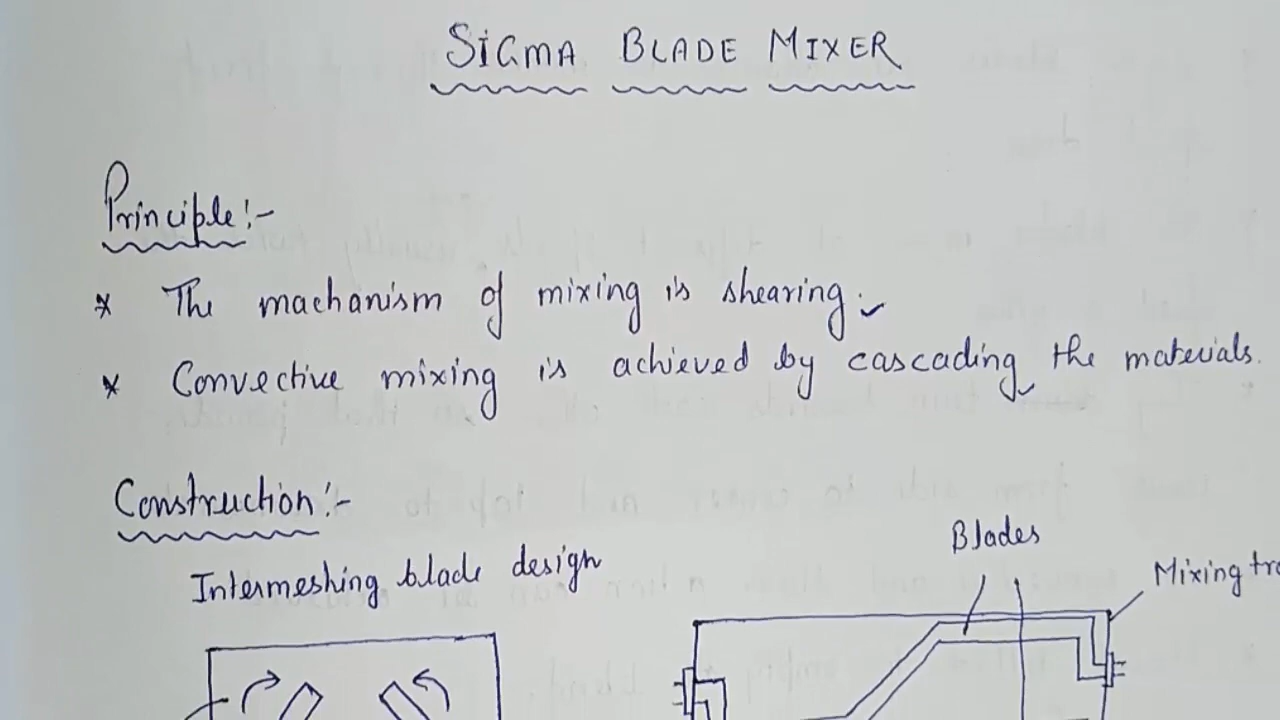 SIGMA BLADE MIXER
Principle:-
* The machanism of mixing is shearing.
* Convective mixing is achieved by cascading the materials.
Construction:-
Intermeshing blade design
Blades
Mixing tro